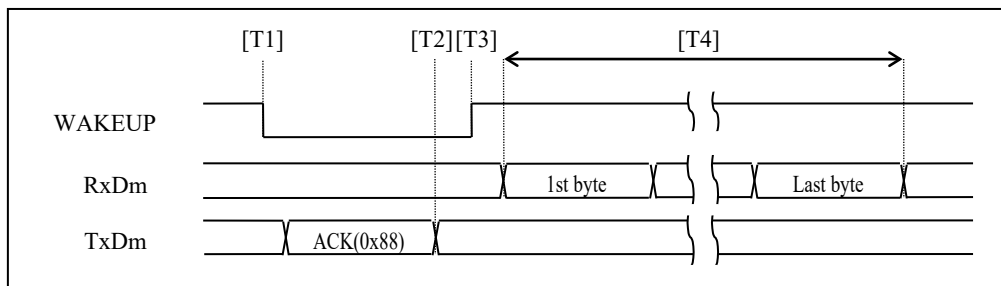 [T1] [T2] [T3] [T4]
WAKEUP
RxDm 1st byte Last byte
TxDm ACK(0x88)